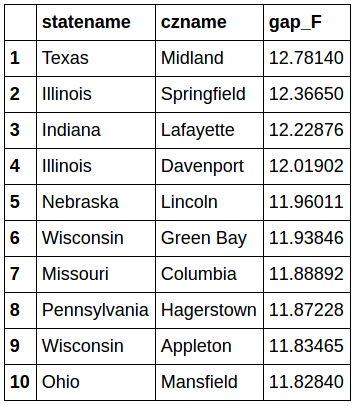 statename czname gap_F
1 Texas Midland 12.78140
2 Illinois Springfield 12.36650
3 Indiana Lafayette 12.22876
4 Illinois Davenport 12.01902
5 Nebraska Lincoln 11.96011
6 Wisconsin Green Bay 11.93846
7 Missouri Columbia 11.88892
8 Pennsylvania Hagerstown 11.87228
9 Wisconsin Appleton 11.83465
10 Ohio Mansfield 11.82840